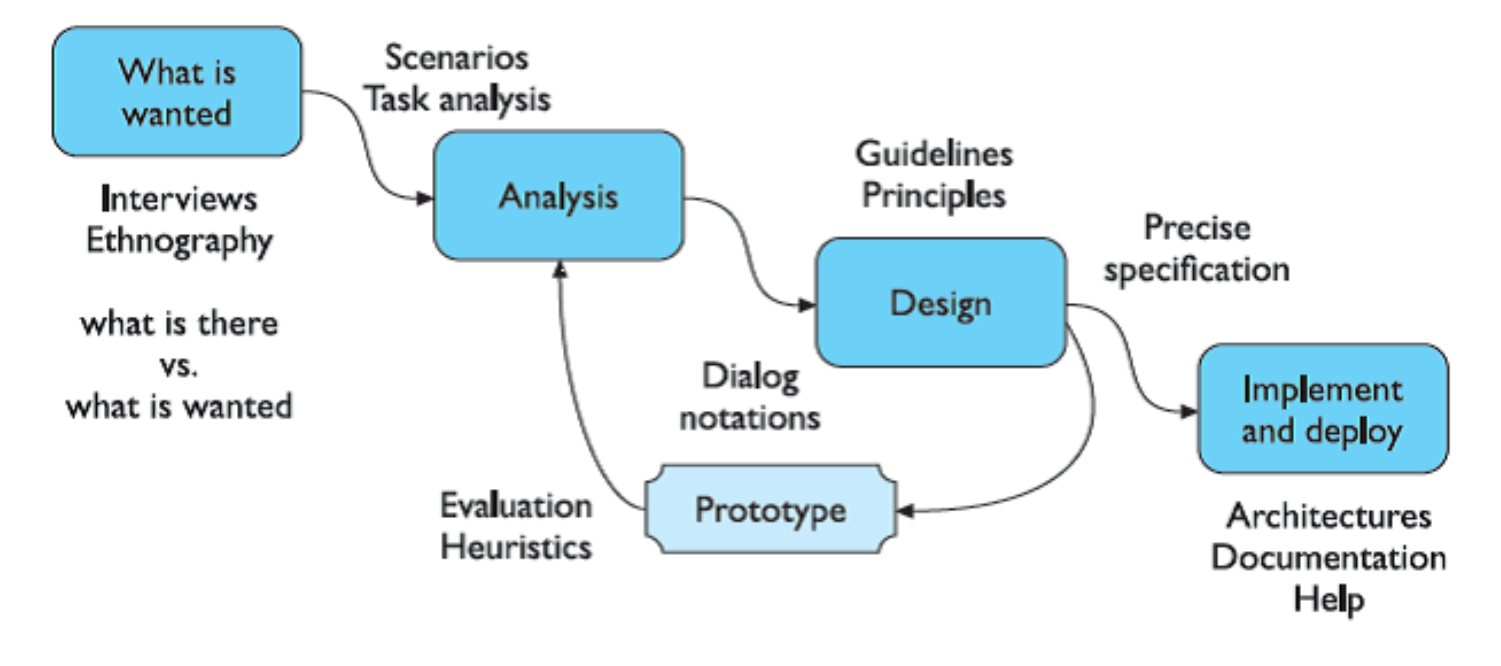 What is
wanted
Interviews
Ethnography
what is there
vs.
what is wanted
Scenarios
Task analysis
Analysis
Guidelines
Principles
Design
Precise
specification
Implement
and deploy
Architectures
Documentation
Help
Dialog
notations
Prototype
Evaluation
Heuristics